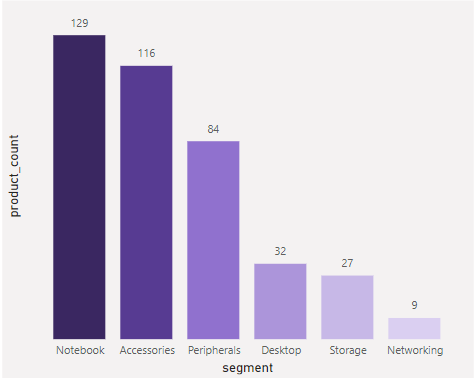 129
116
84
32
27
9
product_count
Notebook Accessories Peripherals Desktop Storage Networking
segment